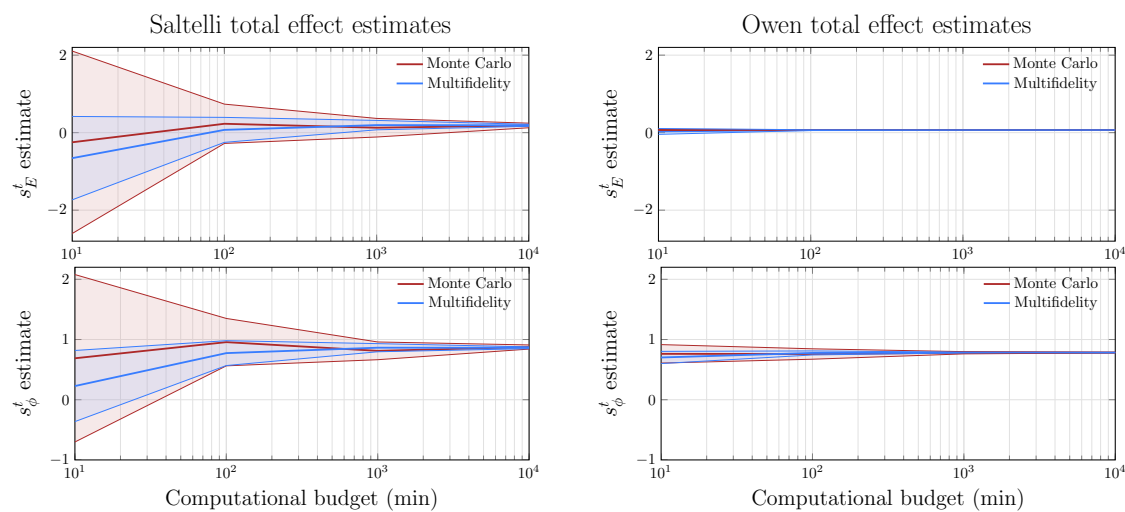 Saltelli total effect estimates
Owen total effect estimates
2
0
−2
s_E^t estimate
Monte Carlo
Multifidelity
10^1
10^2
10^3
10^4
2
0
−2
s_E^t estimate
Monte Carlo
Multifidelity
10^1
10^2
10^3
10^4
2
1
0
−1
s_ϕ^t estimate
Monte Carlo
Multifidelity
10^1
10^2
10^3
10^4
Computational budget (min)
2
1
0
−1
s_ϕ^t estimate
Monte Carlo
Multifidelity
10^1
10^2
10^3
10^4
Computational budget (min)